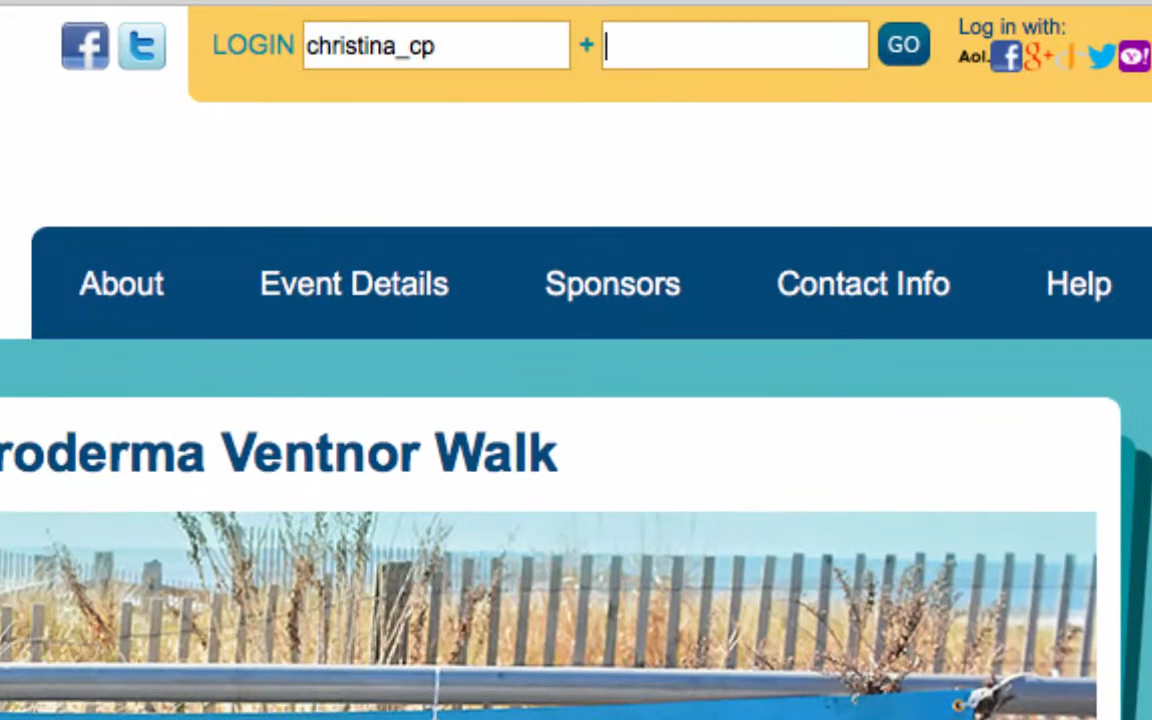 LOGIN christina_cp + GO
Log in with:
Aol. f g+ Y!
About Event Details Sponsors Contact Info Help
roderma Ventnor Walk